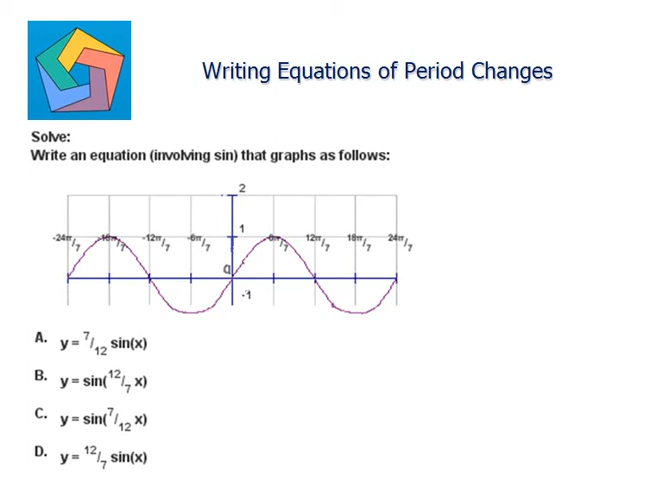 Writing Equations of Period Changes
Solve:
Write an equation (involving sin) that graphs as follows:
2
1
-24π/7 -18π/7 -12π/7 -6π/7 6π/7 12π/7 18π/7 24π/7
0
-1
A. y = 7/12 sin(x)
B. y = sin(12/7 x)
C. y = sin(7/12 x)
D. y = 12/7 sin(x)